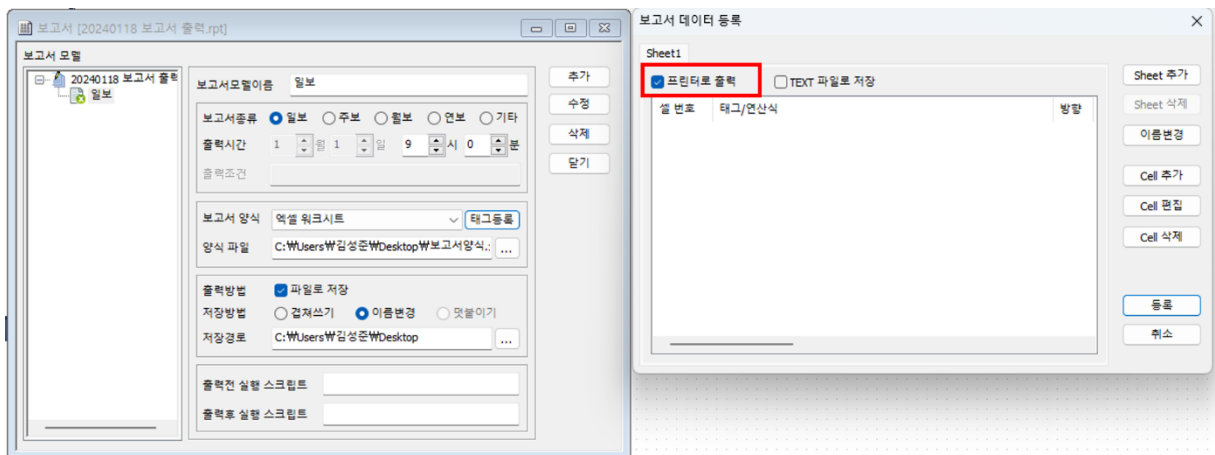 보고서 [20240118 보고서 출력.rpt]
보고서 모델
20240118 보고서 출력
일보
보고서모델이름 일보
보고서종류 일보 주보 월보 연보 기타
출력시간 1 월 1 일 9 시 0 분
출력조건
보고서 양식 엑셀 워크시트 태그등록
양식 파일 C:₩Users₩김성준₩Desktop₩보고서양식.: ...
출력방법 파일로 저장
저장방법 겹쳐쓰기 이름변경 덧붙이기
저장경로 C:₩Users₩김성준₩Desktop ...
출력전 실행 스크립트
출력후 실행 스크립트
추가
수정
삭제
닫기
보고서 데이터 등록
Sheet1
프린터로 출력 TEXT 파일로 저장
셀 번호 태그/연산식 방향
Sheet 추가
Sheet 삭제
이름변경
Cell 추가
Cell 편집
Cell 삭제
등록
취소